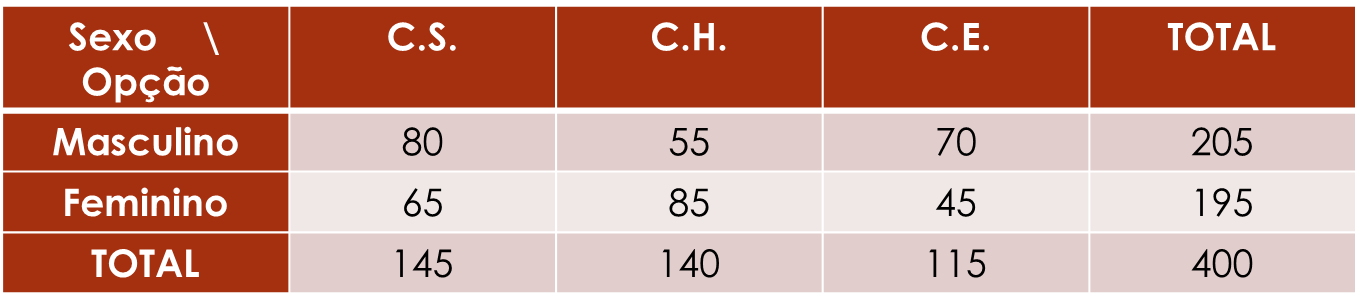 Sexo \ C.S. C.H. C.E. TOTAL
Opção
Masculino 80 55 70 205
Feminino 65 85 45 195
TOTAL 145 140 115 400